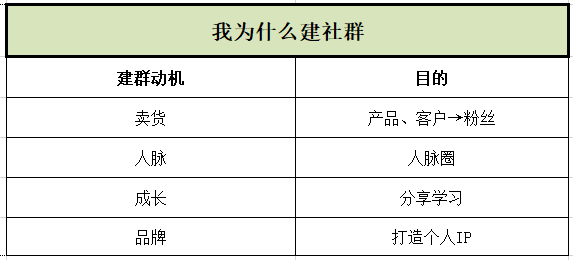 我为什么建社群
建群动机 目的
卖货 产品、客户→粉丝
人脉 人脉圈
成长 分享学习
品牌 打造个人IP